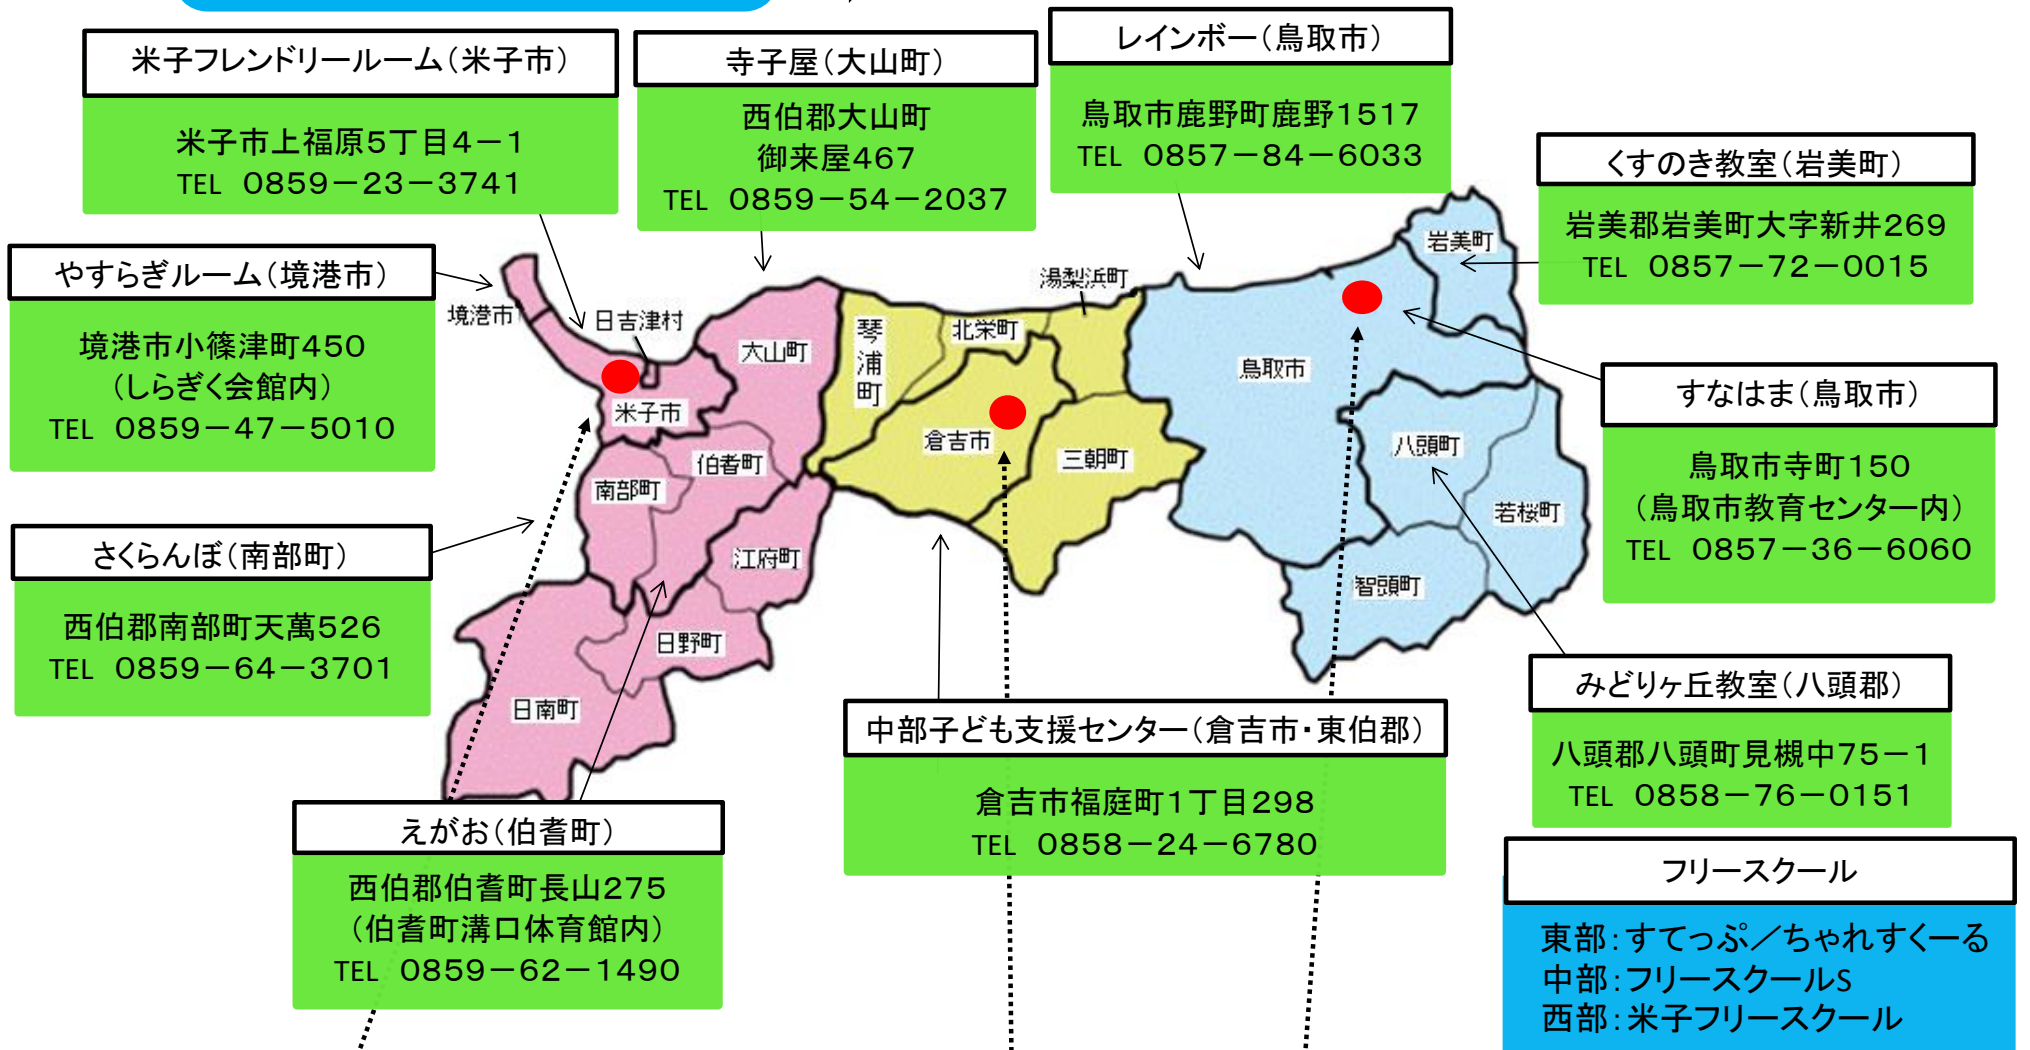 米子フレンドリールーム（米子市）
米子市上福原5丁目4－1
TEL 0859－23－3741
寺子屋（大山町）
西伯郡大山町
御来屋467
TEL 0859－54－2037
レインボー（鳥取市）
鳥取市鹿野町鹿野1517
TEL 0857－84－6033
くすのき教室（岩美町）
岩美郡岩美町大字新井269
TEL 0857－72－0015
やすらぎルーム（境港市）
境港市小篠津町450
（しらぎく会館内）
TEL 0859－47－5010
すなはま（鳥取市）
鳥取市寺町150
（鳥取市教育センター内）
TEL 0857－36－6060
さくらんぼ（南部町）
西伯郡南部町天萬526
TEL 0859－64－3701
みどりヶ丘教室（八頭郡）
八頭郡八頭町見槻中75－1
TEL 0858－76－0151
中部子ども支援センター（倉吉市・東伯郡）
倉吉市福庭町1丁目298
TEL 0858－24－6780
えがお（伯耆町）
西伯郡伯耆町長山275
（伯耆町溝口体育館内）
TEL 0859－62－1490
フリースクール
東部：すてっぷ／ちゃれすくーる
中部：フリースクールS
西部：米子フリースクール
境港市
日吉津村
大山町
米子市
伯耆町
南部町
江府町
日野町
日南町
琴浦町
北栄町
湯梨浜町
倉吉市
三朝町
鳥取市
岩美町
八頭町
若桜町
智頭町